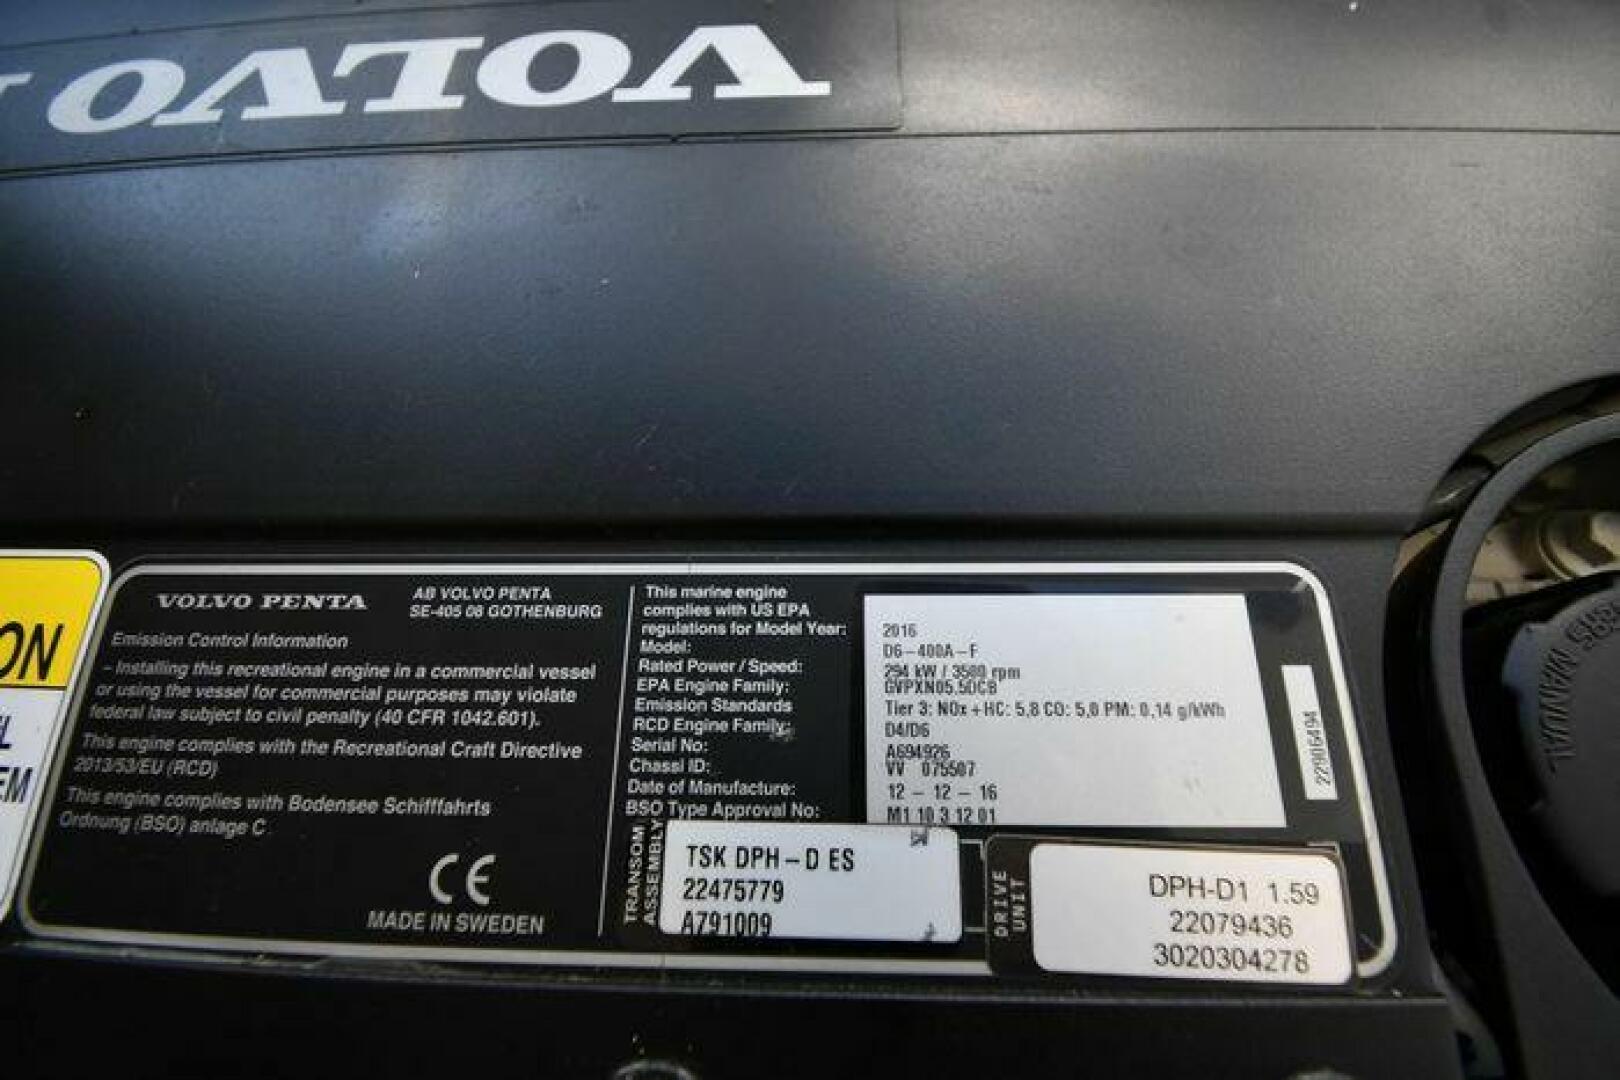 VOLVO
ON
L
EM
VOLVO PENTA
AB VOLVO PENTA
SE-405 08 GOTHENBURG
Emission Control Information
– Installing this recreational engine in a commercial vessel
or using the vessel for commercial purposes may violate
federal law subject to civil penalty (40 CFR 1042.601).
This engine complies with the Recreational Craft Directive
2013/53/EU (RCD)
This engine complies with Bodensee Schifffahrts
Ordnung (BSO) anlage C
CE
MADE IN SWEDEN
This marine engine
complies with US EPA
regulations for Model Year: 2016
Model: D6-400A-F
Rated Power / Speed: 294 kW / 3500 rpm
EPA Engine Family: GVPXN05.5DCB
Emission Standards Tier 3: NOx+HC: 5,8 CO: 5,0 PM: 0,14 g/kWh
RCD Engine Family: D4/D6
Serial No: A694926
Chassi ID: VV 075507
Date of Manufacture: 12-12-16
BSO Type Approval No: M1 10 3 12 01
22906494
TRANSOM
ASSEMBLY
TSK DPH-D ES
22475779
A791009
DRIVE
UNIT
DPH-D1 1.59
22079436
3020304278